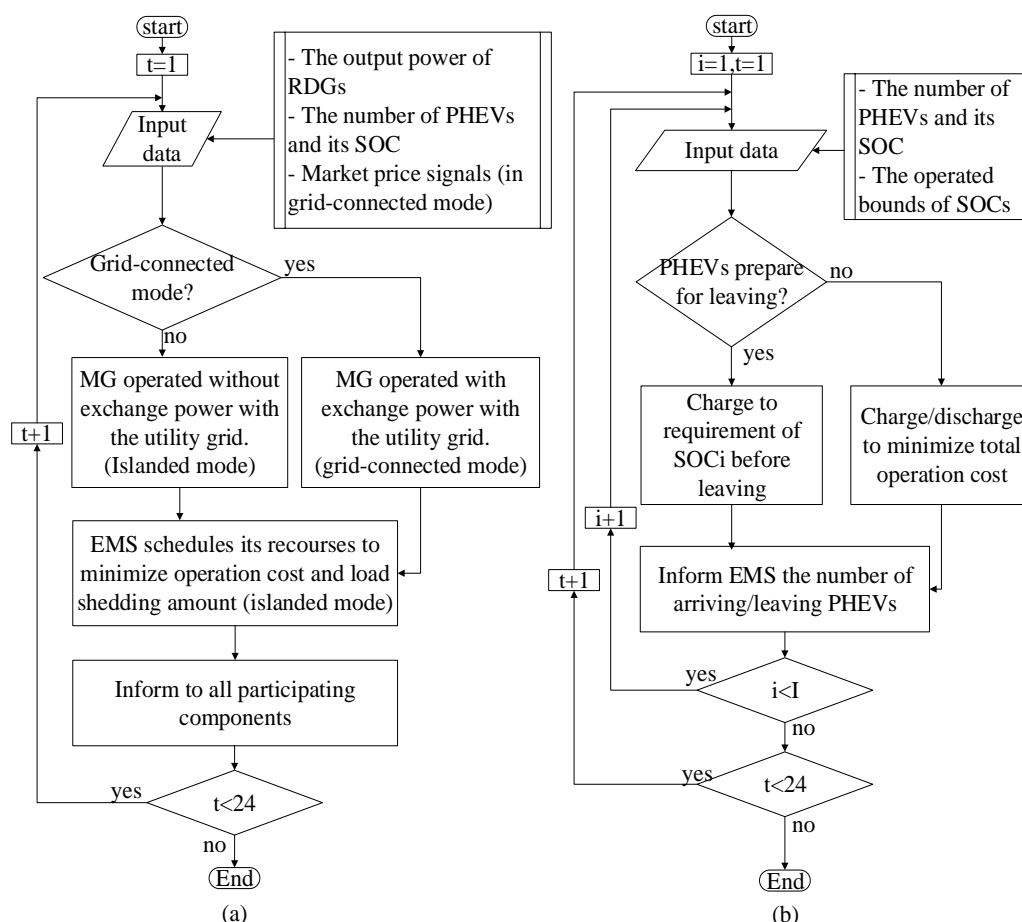 start
t=1
- The output power of
RDGs
- The number of PHEVs
and its SOC
- Market price signals (in
grid-connected mode)
Input
data
Grid-connected
mode?
yes
no
MG operated without
exchange power with
the utility grid.
(Islanded mode)
MG operated with
exchange power with
the utility grid.
(grid-connected mode)
t+1
EMS schedules its recourses to
minimize operation cost and load
shedding amount (islanded mode)
Inform to all participating
components
yes
t<24
no
End
(a)
start
i=1,t=1
- The number of
PHEVs and its
SOC
- The operated
bounds of SOCs
Input data
PHEVs prepare
for leaving?
no
yes
Charge to
requirement of
SOCi before
leaving
Charge/discharge
to minimize total
operation cost
i+1
t+1
Inform EMS the number of
arriving/leaving PHEVs
yes
i<I
no
yes
t<24
no
End
(b)